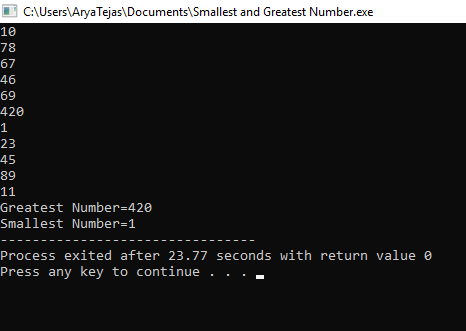 C:\Users\AryaTejas\Documents\Smallest and Greatest Number.exe
10
78
67
46
69
420
1
23
45
89
11
Greatest Number=420
Smallest Number=1
--------------------------------
Process exited after 23.77 seconds with return value 0
Press any key to continue . . .